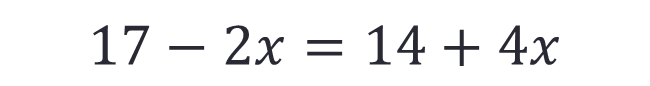 17 − 2x = 14 + 4x